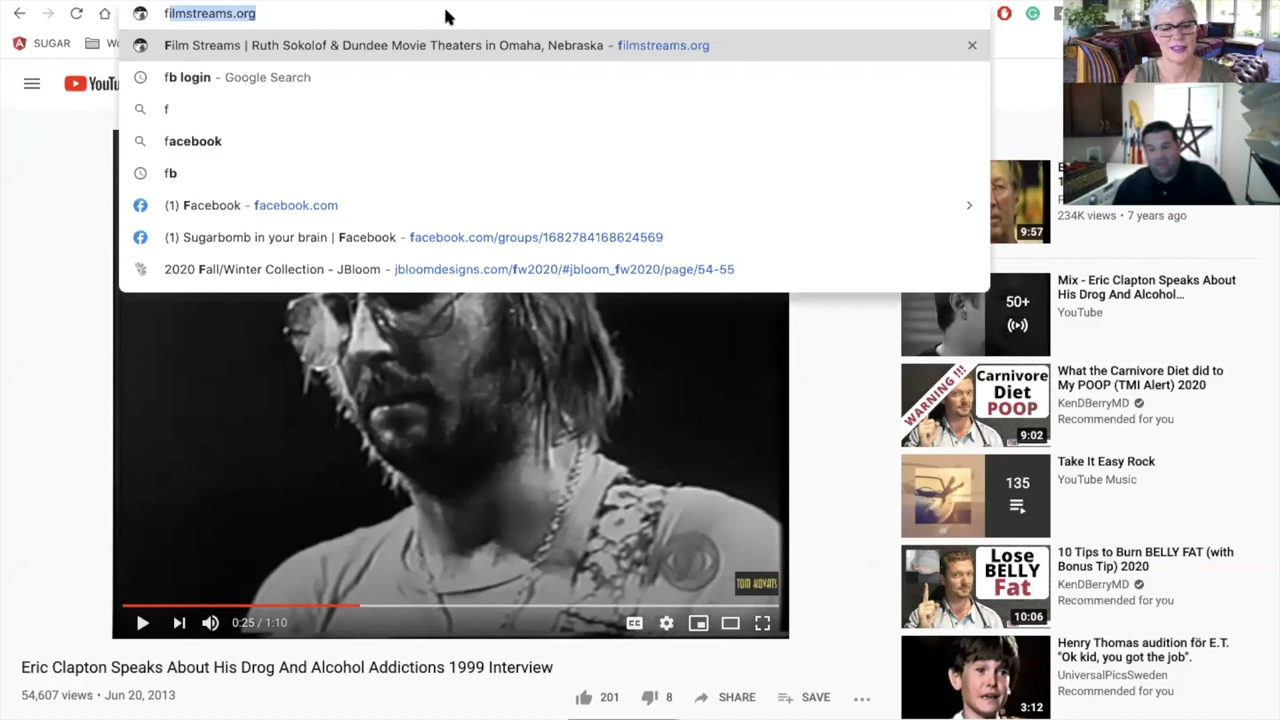 filmstreams.org
SUGAR
Film Streams | Ruth Sokolof & Dundee Movie Theaters in Omaha, Nebraska - filmstreams.org
fb login - Google Search
f
facebook
fb
(1) Facebook - facebook.com
(1) Sugarbomb in your brain | Facebook - facebook.com/groups/1682784168624569
2020 Fall/Winter Collection - JBloom - jbloomdesigns.com/fw2020/#jbloom_fw2020/page/54-55
TOM KOVATS
0:25 / 1:10
CC
Eric Clapton Speaks About His Drog And Alcohol Addictions 1999 Interview
54,607 views • Jun 20, 2013
201
8
SHARE
SAVE
234K views • 7 years ago
9:57
50+
Mix - Eric Clapton Speaks About
His Drog And Alcohol...
YouTube
WARNING !!!
Carnivore
Diet
POOP
9:02
What the Carnivore Diet did to
My POOP (TMI Alert) 2020
KenDBerryMD
Recommended for you
135
Take It Easy Rock
YouTube Music
Lose
BELLY
Fat
10:06
10 Tips to Burn BELLY FAT (with
Bonus Tip) 2020
KenDBerryMD
Recommended for you
3:12
Henry Thomas audition för E.T.
"Ok kid, you got the job".
UniversalPicsSweden
Recommended for you